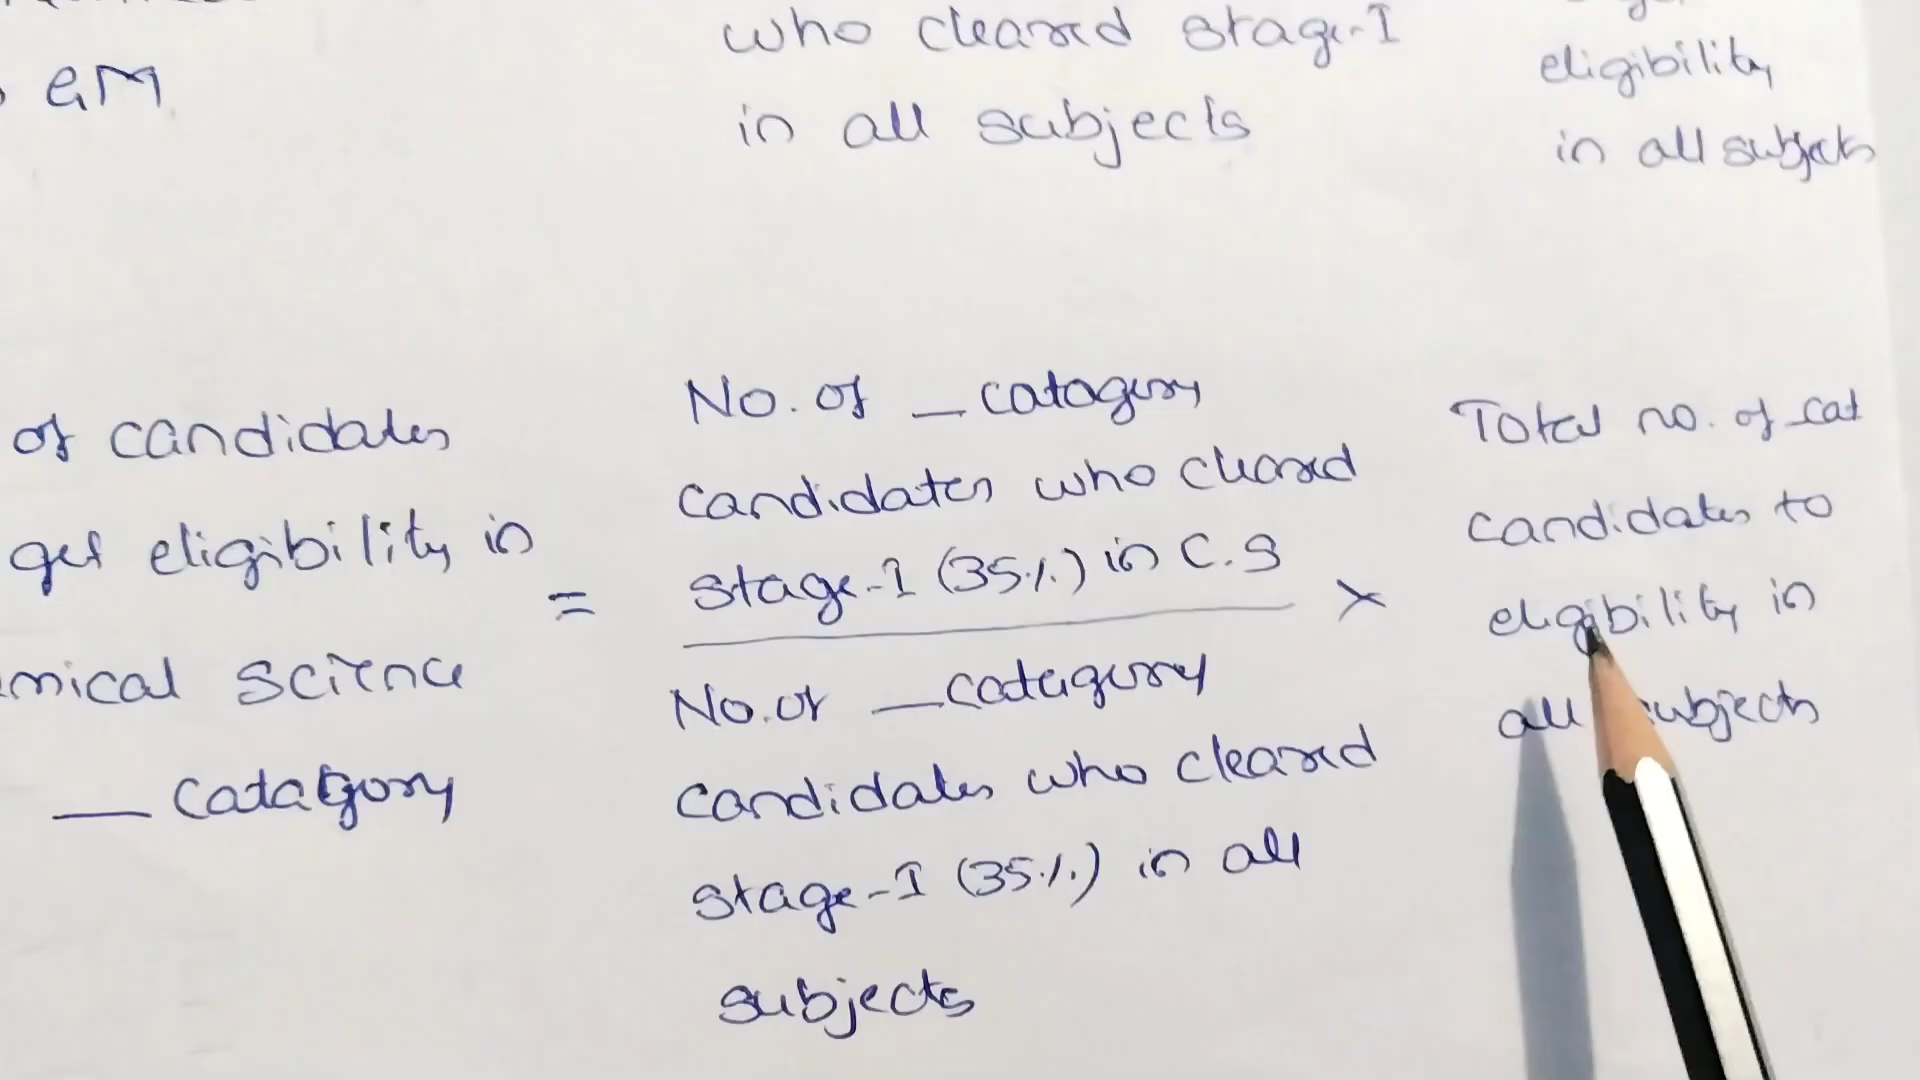 who cleared stage-I
eligibility
GM
in all subjects
in all subjects
No. of _ catagory
candidates who cleared
stage-I (35%) in C.S
No. of _ catagory
candidates who cleared
stage-I (35%) in all
subjects
of candidates
get eligibility in
mical science
_ catagory
=
×
Total no. of _ cat
candidates to
eligibility in
all subjects